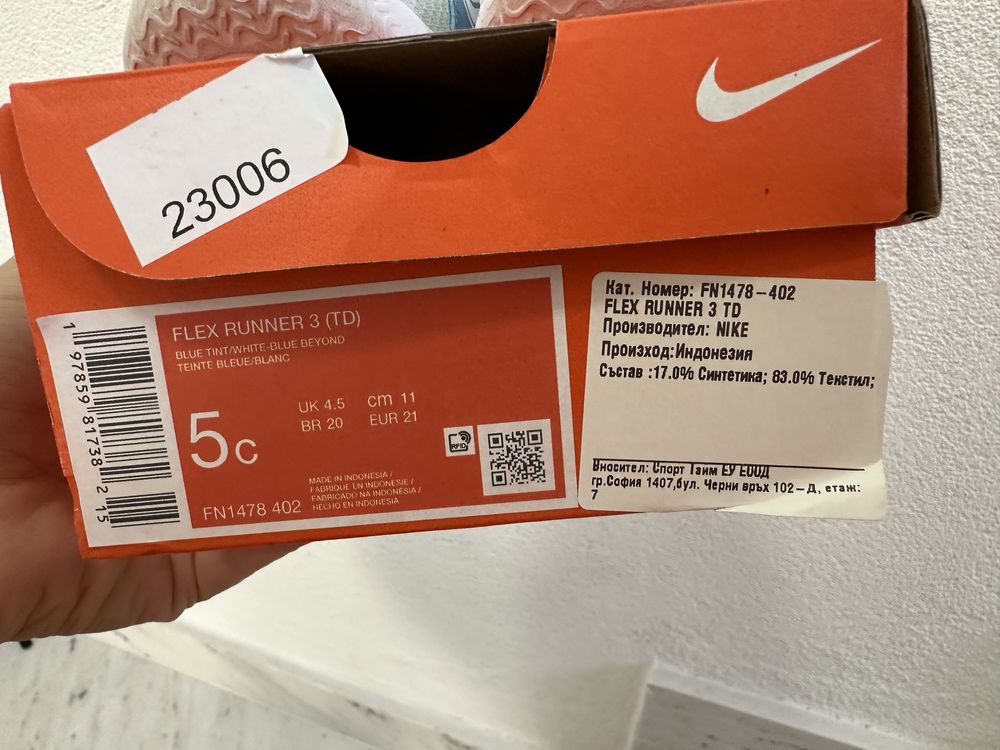 23006
FLEX RUNNER 3 (TD)
BLUE TINT/WHITE-BLUE BEYOND
TEINTE BLEUE/BLANC
5C
UK 4.5 cm 11
BR 20 EUR 21
RFID
MADE IN INDONESIA /
FABRIQUE EN INDONESIE /
FABRICADO NA INDONÉSIA /
HECHO EN INDONESIA
FN1478 402
1 97859 81738 2 15
Кат. Номер: FN1478-402
FLEX RUNNER 3 TD
Производител: NIKE
Произход:Индонезия
Състав :17.0% Синтетика; 83.0% Текстил;
Вносител: Спорт Тайм ЕУ ЕООД
гр.София 1407,бул. Черни връх 102-Д, етаж:
7